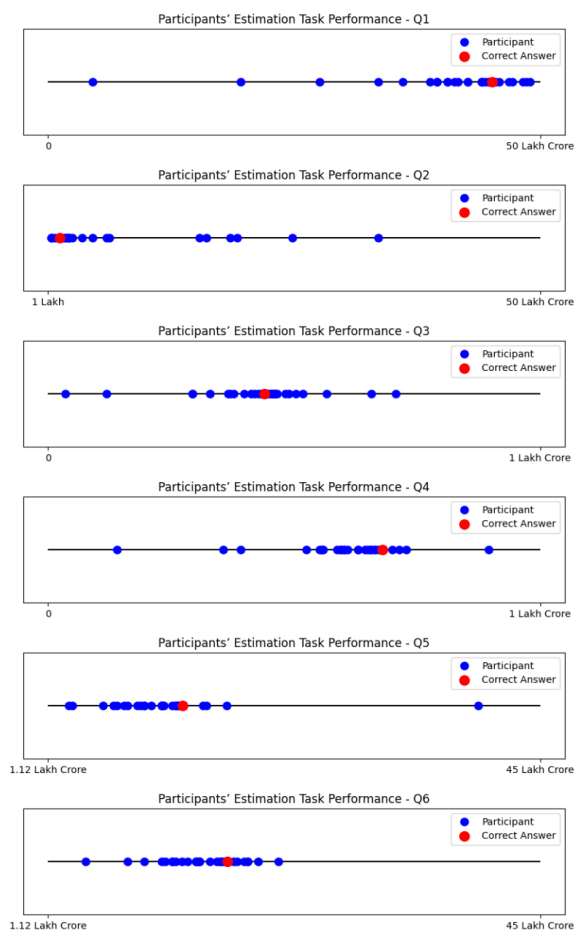 Participants’ Estimation Task Performance - Q1
Participant
Correct Answer
0
50 Lakh Crore
Participants’ Estimation Task Performance - Q2
Participant
Correct Answer
1 Lakh
50 Lakh Crore
Participants’ Estimation Task Performance - Q3
Participant
Correct Answer
0
1 Lakh Crore
Participants’ Estimation Task Performance - Q4
Participant
Correct Answer
0
1 Lakh Crore
Participants’ Estimation Task Performance - Q5
Participant
Correct Answer
1.12 Lakh Crore
45 Lakh Crore
Participants’ Estimation Task Performance - Q6
Participant
Correct Answer
1.12 Lakh Crore
45 Lakh Crore